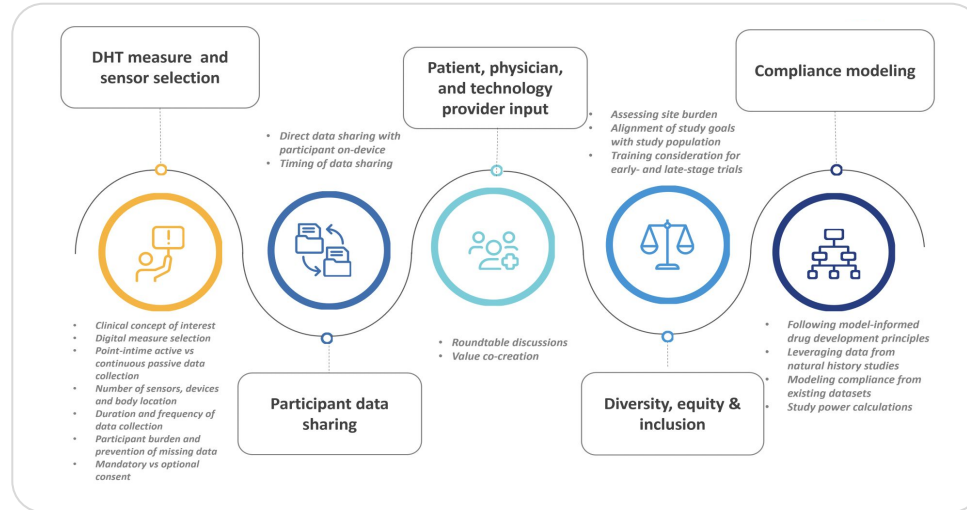 DHT measure and
sensor selection
• Clinical concept of interest
• Digital measure selection
• Point-intime active vs
continuous passive data
collection
• Number of sensors, devices
and body location
• Duration and frequency of
data collection
• Participant burden and
prevention of missing data
• Mandatory vs optional
consent
• Direct data sharing with
participant on-device
• Timing of data sharing
Participant data
sharing
Patient, physician,
and technology
provider input
• Roundtable discussions
• Value co-creation
• Assessing site burden
• Alignment of study goals
with study population
• Training consideration for
early- and late-stage trials
Diversity, equity &
inclusion
Compliance modeling
• Following model-informed
drug development principles
• Leveraging data from
natural history studies
• Modeling compliance from
existing datasets
• Study power calculations